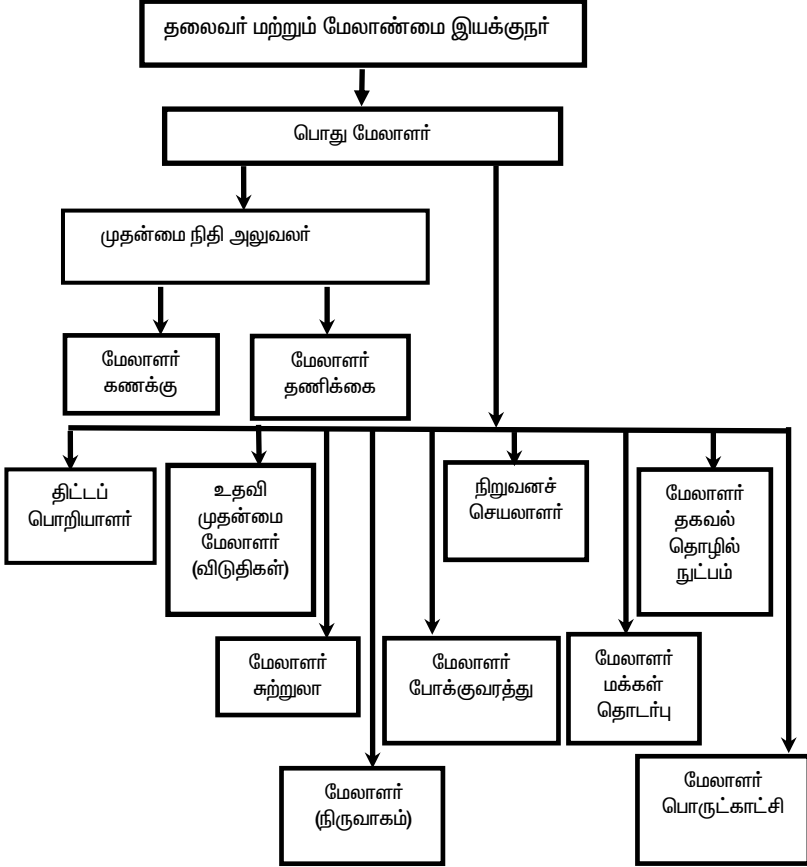 தலைவர் மற்றும் மேலாண்மை இயக்குநர்
பொது மேலாளர்
முதன்மை நிதி அலுவலர்
மேலாளர்
கணக்கு
மேலாளர்
தணிக்கை
திட்டப்
பொறியாளர்
உதவி
முதன்மை
மேலாளர்
(விடுதிகள்)
நிறுவனச்
செயலாளர்
மேலாளர்
தகவல்
தொழில்
நுட்பம்
மேலாளர்
சுற்றுலா
மேலாளர்
போக்குவரத்து
மேலாளர்
மக்கள்
தொடர்பு
மேலாளர்
(நிருவாகம்)
மேலாளர்
பொருட்காட்சி